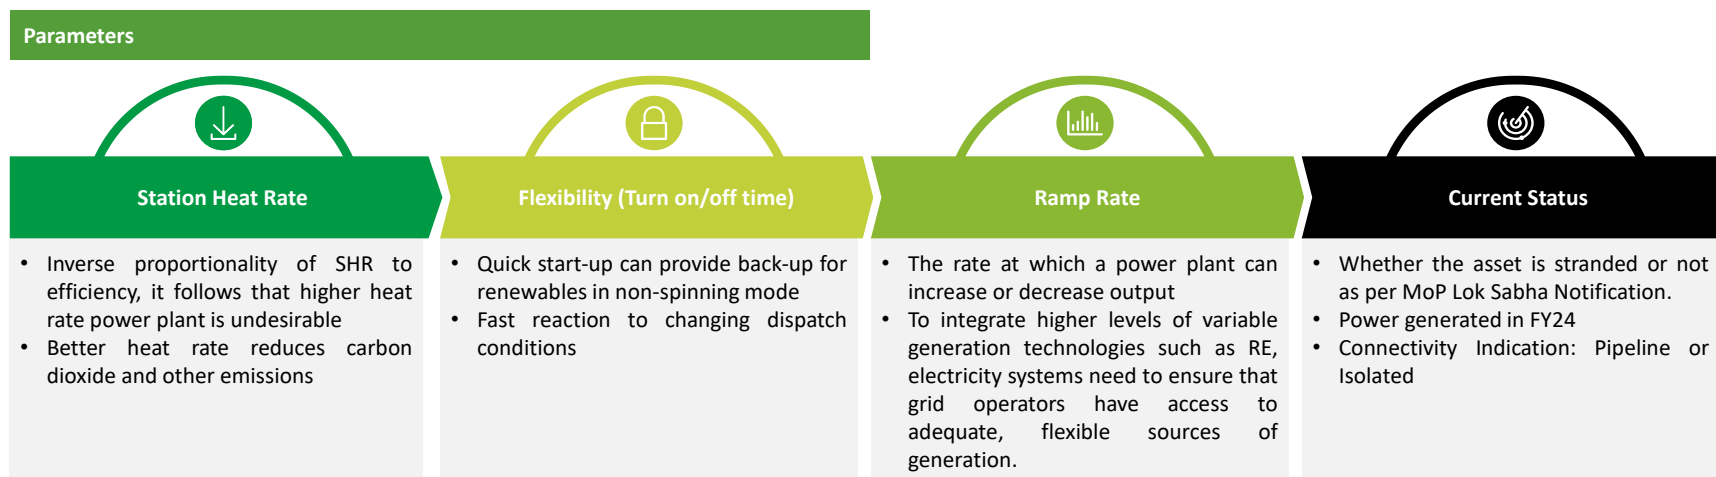 Parameters
Station Heat Rate
• Inverse proportionality of SHR to
efficiency, it follows that higher heat
rate power plant is undesirable
• Better heat rate reduces carbon
dioxide and other emissions
Flexibility (Turn on/off time)
• Quick start-up can provide back-up for
renewables in non-spinning mode
• Fast reaction to changing dispatch
conditions
Ramp Rate
• The rate at which a power plant can
increase or decrease output
• To integrate higher levels of variable
generation technologies such as RE,
electricity systems need to ensure that
grid operators have access to
adequate, flexible sources of
generation.
Current Status
• Whether the asset is stranded or not
as per MoP Lok Sabha Notification.
• Power generated in FY24
• Connectivity Indication: Pipeline or
Isolated